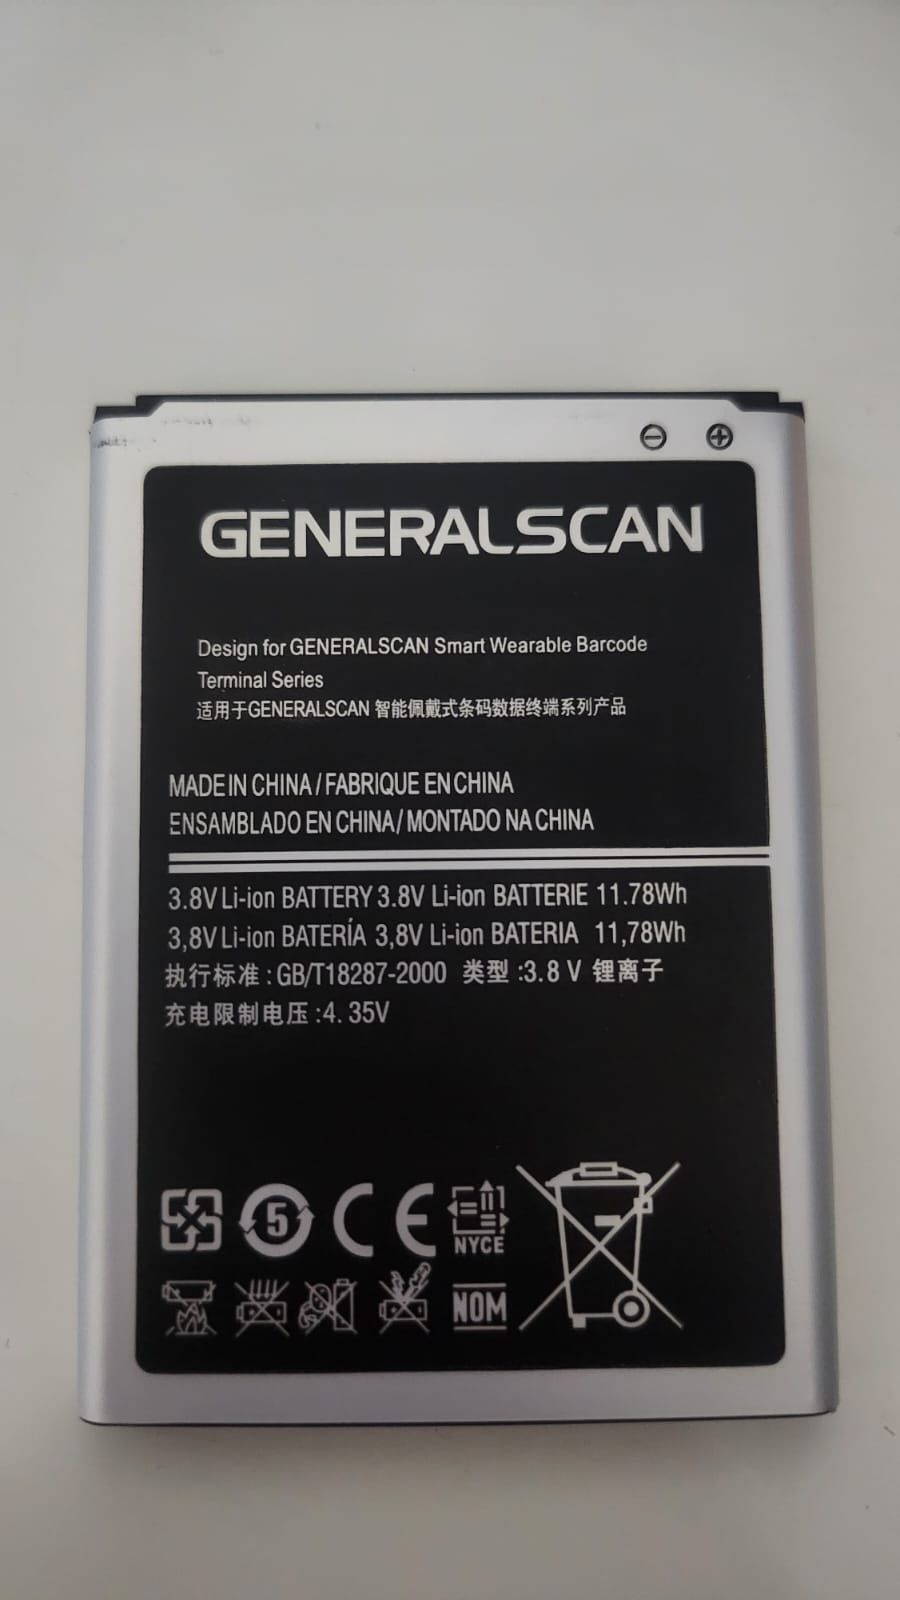 GENERALSCAN
Design for GENERALSCAN Smart Wearable Barcode
Terminal Series
适用于GENERALSCAN 智能佩戴式条码数据终端系列产品
MADE IN CHINA / FABRIQUE EN CHINA
ENSAMBLADO EN CHINA / MONTADO NA CHINA
3.8V Li-ion BATTERY 3.8V Li-ion BATTERIE 11.78Wh
3,8V Li-ion BATERÍA 3,8V Li-ion BATERIA 11,78Wh
执行标准:GB/T18287-2000 类型:3.8 V 锂离子
充电限制电压:4.35V
5 CE NYCE
NOM